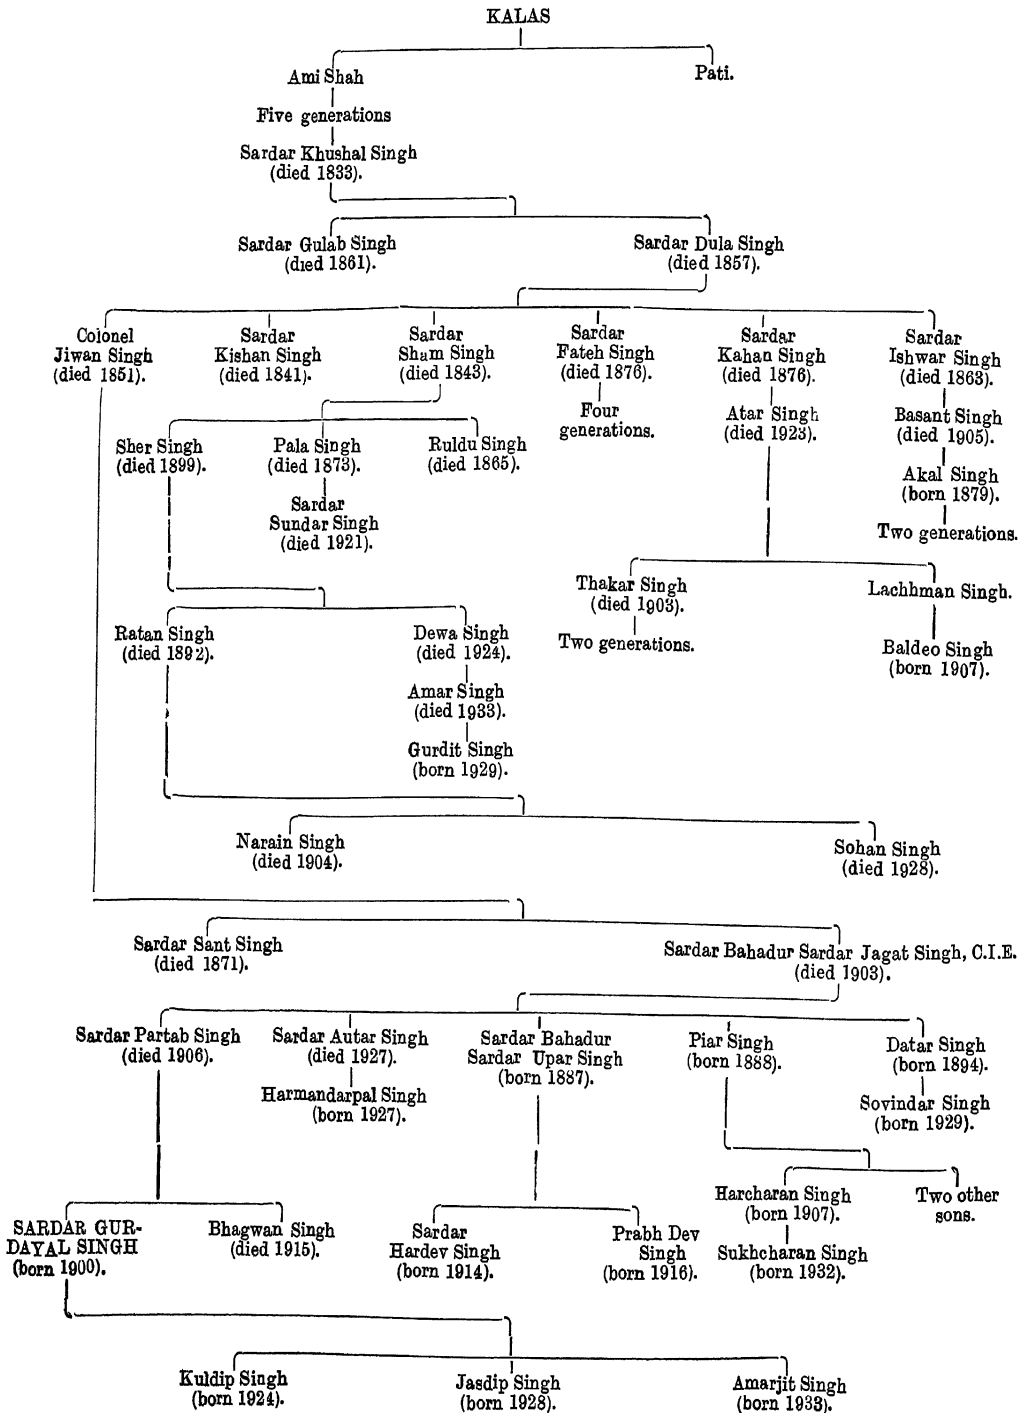 KALAS
Ami Shah
Pati.
Five generations
Sardar Khushal Singh
(died 1833).
Sardar Gulab Singh
(died 1861).
Sardar Dula Singh
(died 1857).
Colonel
Jiwan Singh
(died 1851).
Sardar
Kishan Singh
(died 1841).
Sardar
Sham Singh
(died 1843).
Sardar
Fateh Singh
(died 1876).
Sardar
Kahan Singh
(died 1876).
Sardar
Ishwar Singh
(died 1863).
Four
generations.
Atar Singh
(died 1923).
Basant Singh
(died 1905).
Sher Singh
(died 1899).
Pala Singh
(died 1873).
Ruldu Singh
(died 1865).
Akal Singh
(born 1879).
Sardar
Sundar Singh
(died 1921).
Two generations.
Thakar Singh
(died 1903).
Lachhman Singh.
Two generations.
Baldeo Singh
(born 1907).
Ratan Singh
(died 1892).
Dewa Singh
(died 1924).
Amar Singh
(died 1933).
Gurdit Singh
(born 1929).
Narain Singh
(died 1904).
Sohan Singh
(died 1928).
Sardar Sant Singh
(died 1871).
Sardar Bahadur Sardar Jagat Singh, C.I.E.
(died 1903).
Sardar Partab Singh
(died 1906).
Sardar Autar Singh
(died 1927).
Sardar Bahadur
Sardar Upar Singh
(born 1887).
Piar Singh
(born 1888).
Datar Singh
(born 1894).
Harmandarpal Singh
(born 1927).
Sovindar Singh
(born 1929).
SARDAR GUR-
DAYAL SINGH
(born 1900).
Bhagwan Singh
(died 1915).
Sardar
Hardev Singh
(born 1914).
Prabh Dev
Singh
(born 1916).
Harcharan Singh
(born 1907).
Two other
sons.
Sukhcharan Singh
(born 1932).
Kuldip Singh
(born 1924).
Jasdip Singh
(born 1928).
Amarjit Singh
(born 1933).